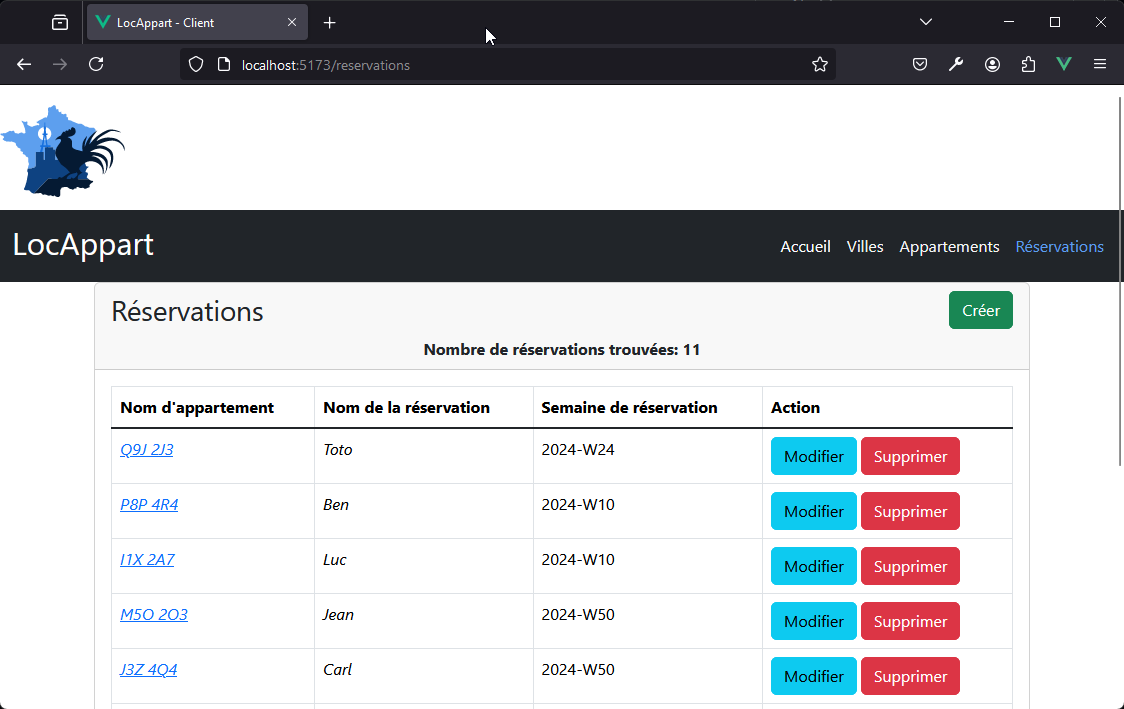 LocAppart - Client
localhost:5173/reservations
LocAppart
Accueil Villes Appartements Réservations
Réservations
Créer
Nombre de réservations trouvées: 11
Nom d'appartement Nom de la réservation Semaine de réservation Action
Q9J 2J3 Toto 2024-W24 Modifier Supprimer
P8P 4R4 Ben 2024-W10 Modifier Supprimer
I1X 2A7 Luc 2024-W10 Modifier Supprimer
M5O 2O3 Jean 2024-W50 Modifier Supprimer
J3Z 4Q4 Carl 2024-W50 Modifier Supprimer